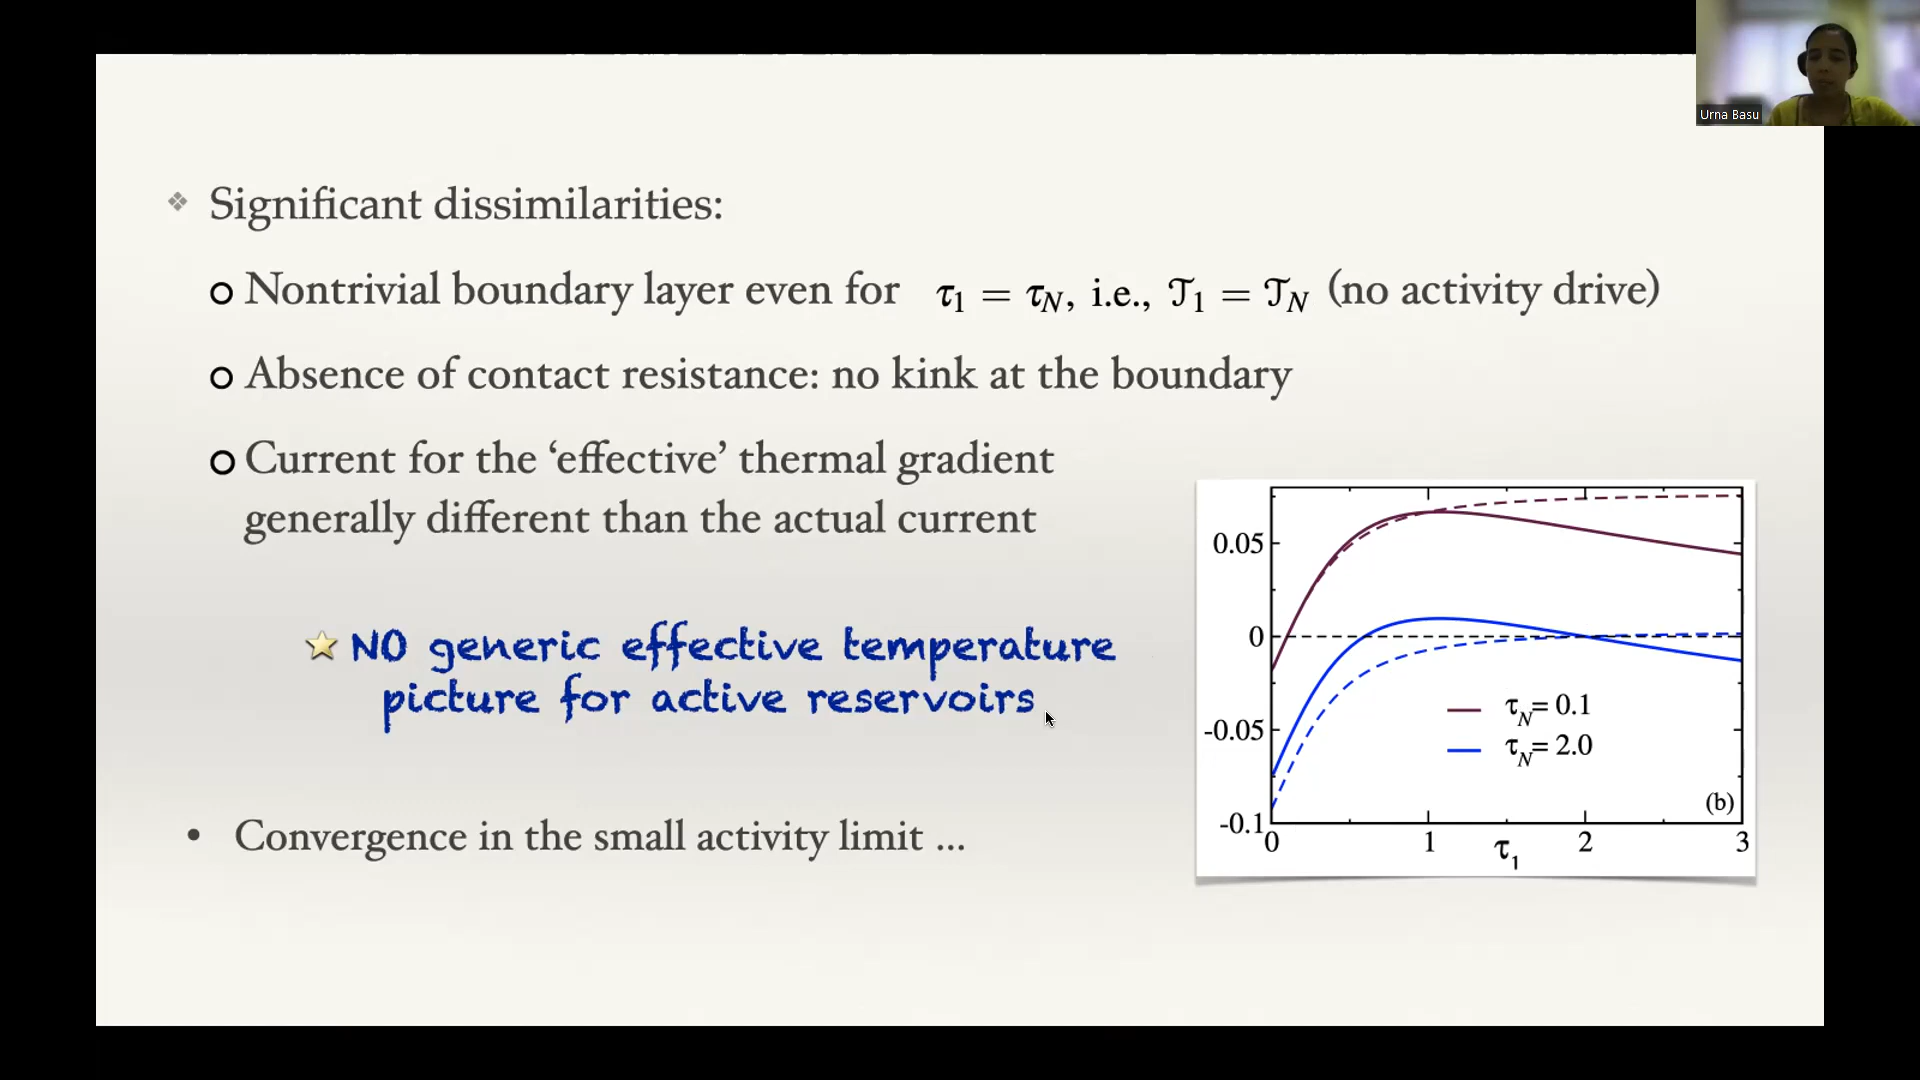 Urna Basu
❖ Significant dissimilarities:
Nontrivial boundary layer even for τ₁ = τ_N, i.e., 𝒯₁ = 𝒯_N (no activity drive)
Absence of contact resistance: no kink at the boundary
Current for the ‘effective’ thermal gradient
generally different than the actual current
NO generic effective temperature
picture for active reservoirs
• Convergence in the small activity limit ...
0.05
0
-0.05
-0.1
τ_N= 0.1
τ_N= 2.0
(b)
0 1 2 3
τ₁